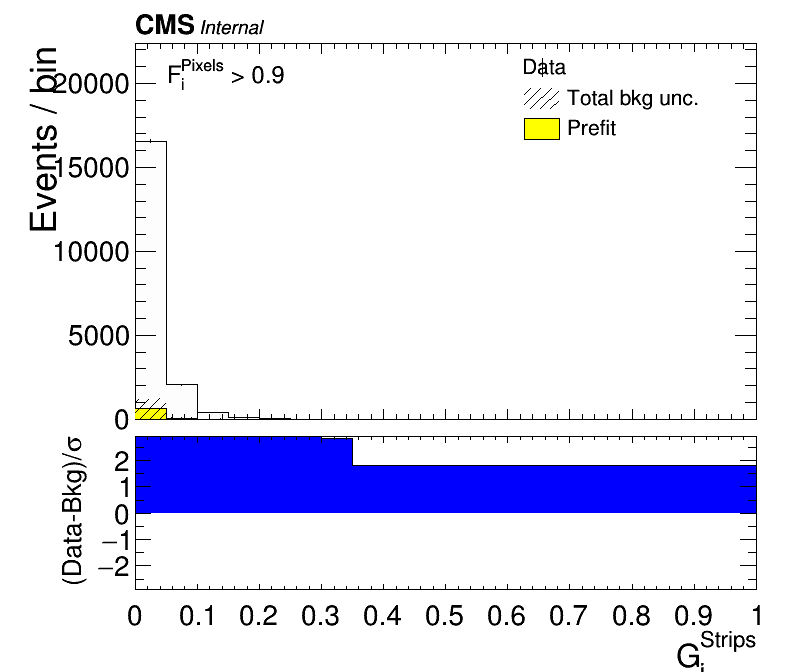 CMS Internal
F_i^Pixels > 0.9
Data
Total bkg unc.
Prefit
Events / bin
20000
15000
10000
5000
0
(Data-Bkg)/σ
2
1
0
−1
−2
0 0.1 0.2 0.3 0.4 0.5 0.6 0.7 0.8 0.9 1
G_i^Strips